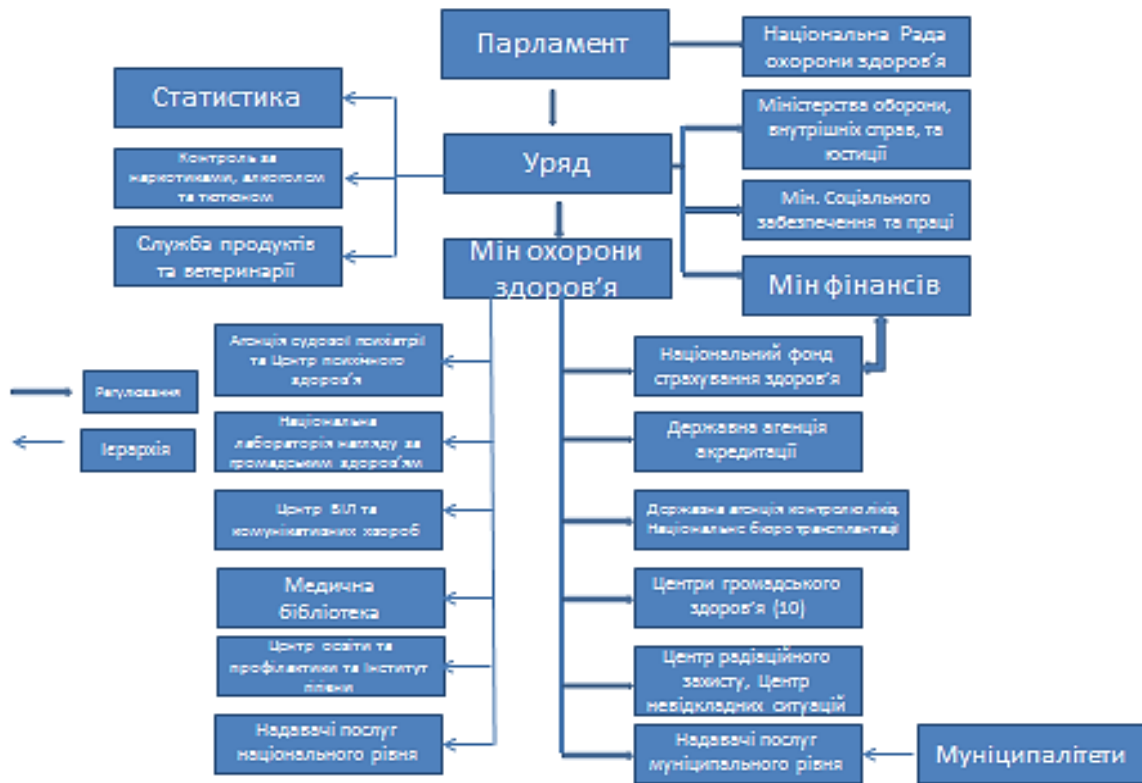 Парламент
Національна Рада
охорони здоров’я
Статистика
Міністерства оборони,
внутрішніх справ, та
юстиції
Контроль за
наркотиками, алкоголем
та тютюном
Уряд
Мін. Соціального
забезпечення та праці
Служба продуктів
та ветеринарії
Мін охорони
здоров’я
Мін фінансів
Агенція судової психіатрії
та Центр психічного
здоров’я
Національний фонд
страхування здоров’я
Регулювання
Ієрархія
Національна
лабораторія нагляду за
громадським здоров’ям
Державна агенція
акредитації
Центр ВІЛ та
комунікативних хвороб
Державна агенція контролю ліків,
Національне бюро трансплантації
Медична
бібліотека
Центри громадського
здоров’я (10)
Центр освіти та
профілактики та Інститут
гігієни
Центр радіаційного
захисту, Центр
невідкладних ситуацій
Надавачі послуг
національного рівня
Надавачі послуг
муніципального рівня
Муніципалітети